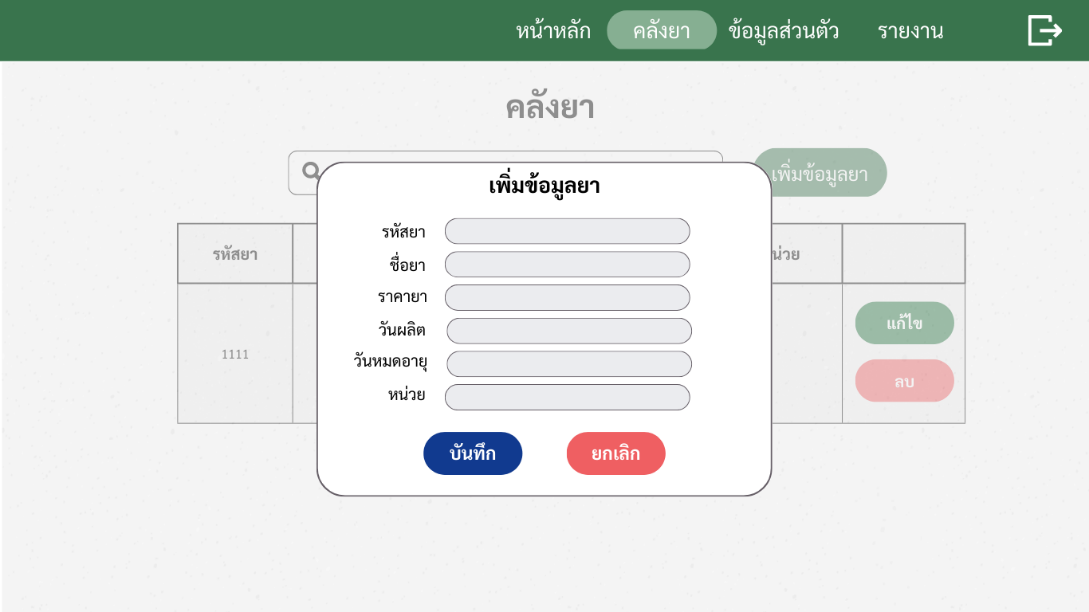 หน้าหลัก คลังยา ข้อมูลส่วนตัว รายงาน
คลังยา
เพิ่มข้อมูลยา
เพิ่มข้อมูลยา
รหัสยา
ชื่อยา
ราคายา
วันผลิต
วันหมดอายุ
หน่วย
บันทึก ยกเลิก
รหัสยา น่วย
1111
แก้ไข
ลบ